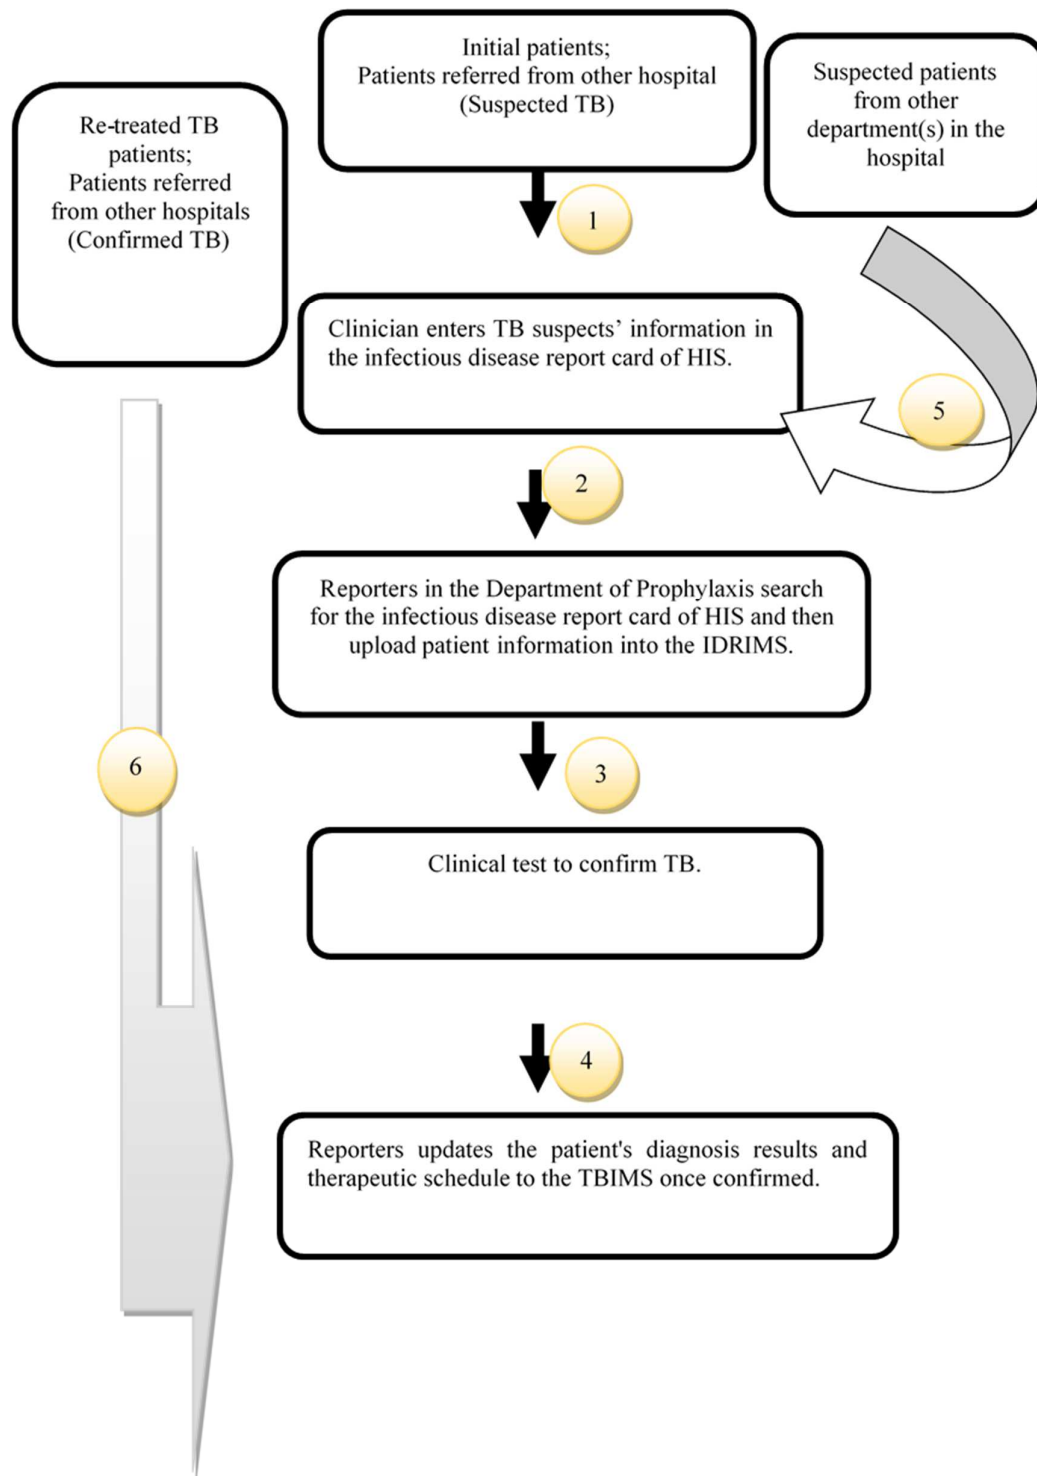 Initial patients;
Patients referred from other hospital
(Suspected TB)
Suspected patients
from other
department(s) in the
hospital
Re-treated TB
patients;
Patients referred
from other hospitals
(Confirmed TB)
1
Clinician enters TB suspects’ information in
the infectious disease report card of HIS.
5
2
Reporters in the Department of Prophylaxis search
for the infectious disease report card of HIS and then
upload patient information into the IDRIMS.
6
3
Clinical test to confirm TB.
4
Reporters updates the patient's diagnosis results and
therapeutic schedule to the TBIMS once confirmed.